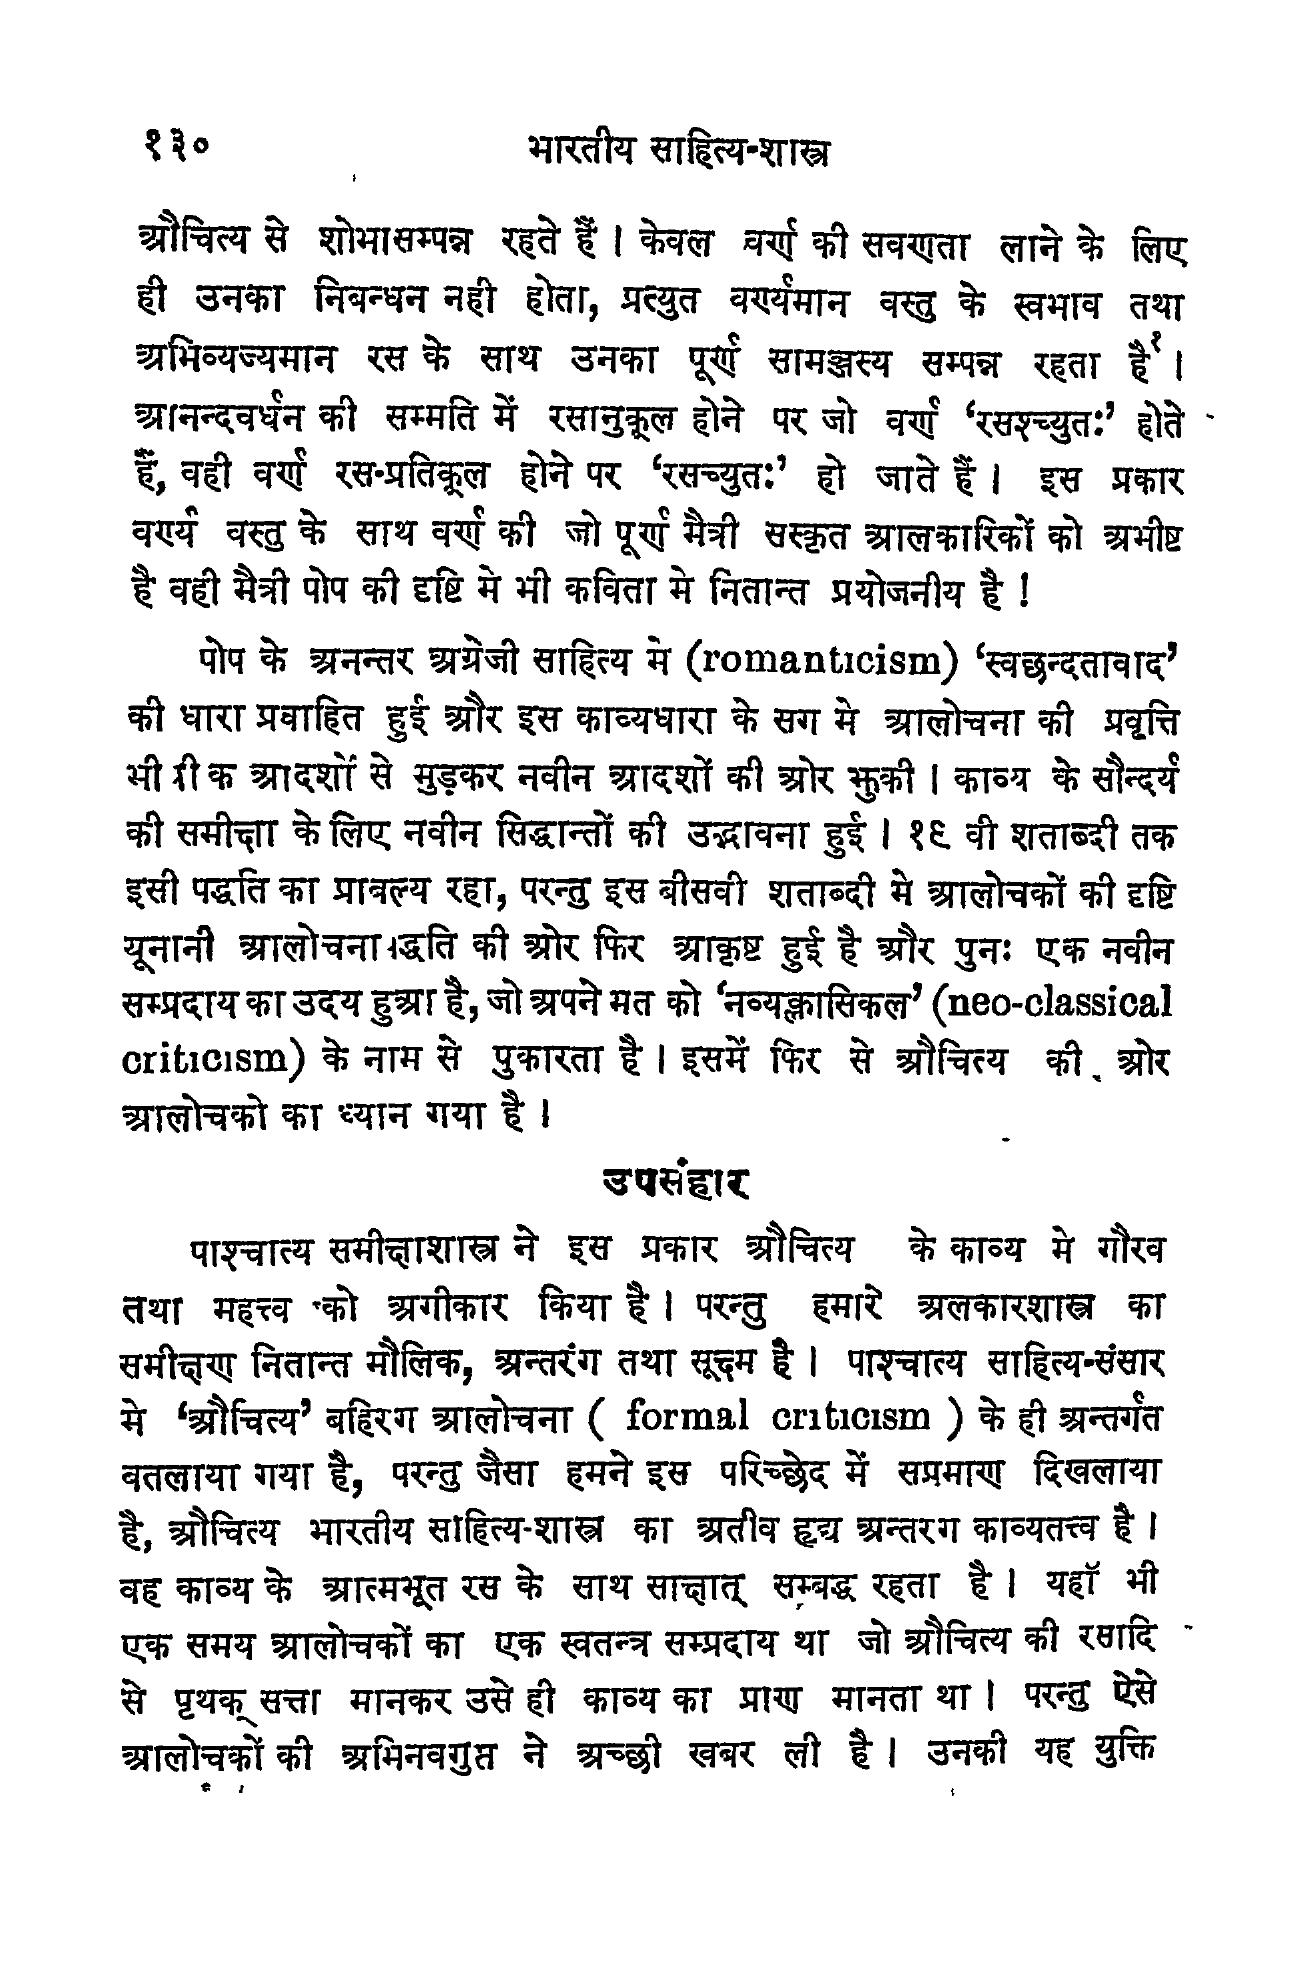 १३० भारतीय साहित्य-शास्त्र
औचित्य से शोभासम्पन्न रहते हैं । केवल वर्ण की सवणता लाने के लिए
ही उनका निबन्धन नही होता, प्रत्युत वर्ण्यमान वस्तु के स्वभाव तथा
अभिव्यज्यमान रस के साथ उनका पूर्ण सामञ्जस्य सम्पन्न रहता है१ ।
आनन्दवर्धन की सम्मति में रसानुकूल होने पर जो वर्ण ‘रसश्च्युतः’ होते
हैं, वही वर्ण रस-प्रतिकूल होने पर ‘रसच्युतः’ हो जाते हैं । इस प्रकार
वर्ण्य वस्तु के साथ वर्ण की जो पूर्ण मैत्री सस्कृत आलकारिकों को अभीष्ट
है वही मैत्री पोप की दृष्टि मे भी कविता मे नितान्त प्रयोजनीय है !
पोप के अनन्तर अग्रेजी साहित्य मे (romanticism) ‘स्वछन्दतावाद’
की धारा प्रवाहित हुई और इस काव्यधारा के सग मे आलोचना की प्रवृत्ति
भी ग्रीक आदर्शों से मुड़कर नवीन आदर्शों की ओर झुकी । काव्य के सौन्दर्य
की समीक्षा के लिए नवीन सिद्धान्तों की उद्भावना हुई । १९ वी शताब्दी तक
इसी पद्धति का प्राबल्य रहा, परन्तु इस बीसवी शताब्दी मे आलोचकों की दृष्टि
यूनानी आलोचना द्धति की ओर फिर आकृष्ट हुई है और पुनः एक नवीन
सम्प्रदाय का उदय हुआ है, जो अपने मत को ‘नव्यक्लासिकल’ (neo-classical
criticism) के नाम से पुकारता है । इसमें फिर से औचित्य की ओर
आलोचको का ध्यान गया है ।
उपसंहार
पाश्चात्य समीक्षाशास्त्र ने इस प्रकार औचित्य के काव्य मे गौरव
तथा महत्त्व को अगीकार किया है । परन्तु हमारे अलकारशास्त्र का
समीक्षण नितान्त मौलिक, अन्तरंग तथा सूक्ष्म है । पाश्चात्य साहित्य-संसार
मे ‘औचित्य’ बहिरग आलोचना ( formal criticism ) के ही अन्तर्गत
बतलाया गया है, परन्तु जैसा हमने इस परिच्छेद में सप्रमाण दिखलाया
है, औचित्य भारतीय साहित्य-शास्त्र का अतीव हृद्य अन्तरग काव्यतत्त्व है ।
वह काव्य के आत्मभूत रस के साथ साक्षात् सम्बद्ध रहता है । यहाॅ भी
एक समय आलोचकों का एक स्वतन्त्र सम्प्रदाय था जो औचित्य की रसादि
से पृथक् सत्ता मानकर उसे ही काव्य का प्राण मानता था । परन्तु ऐसे
आलोचकों की अभिनवगुप्त ने अच्छी खबर ली है । उनकी यह युक्ति